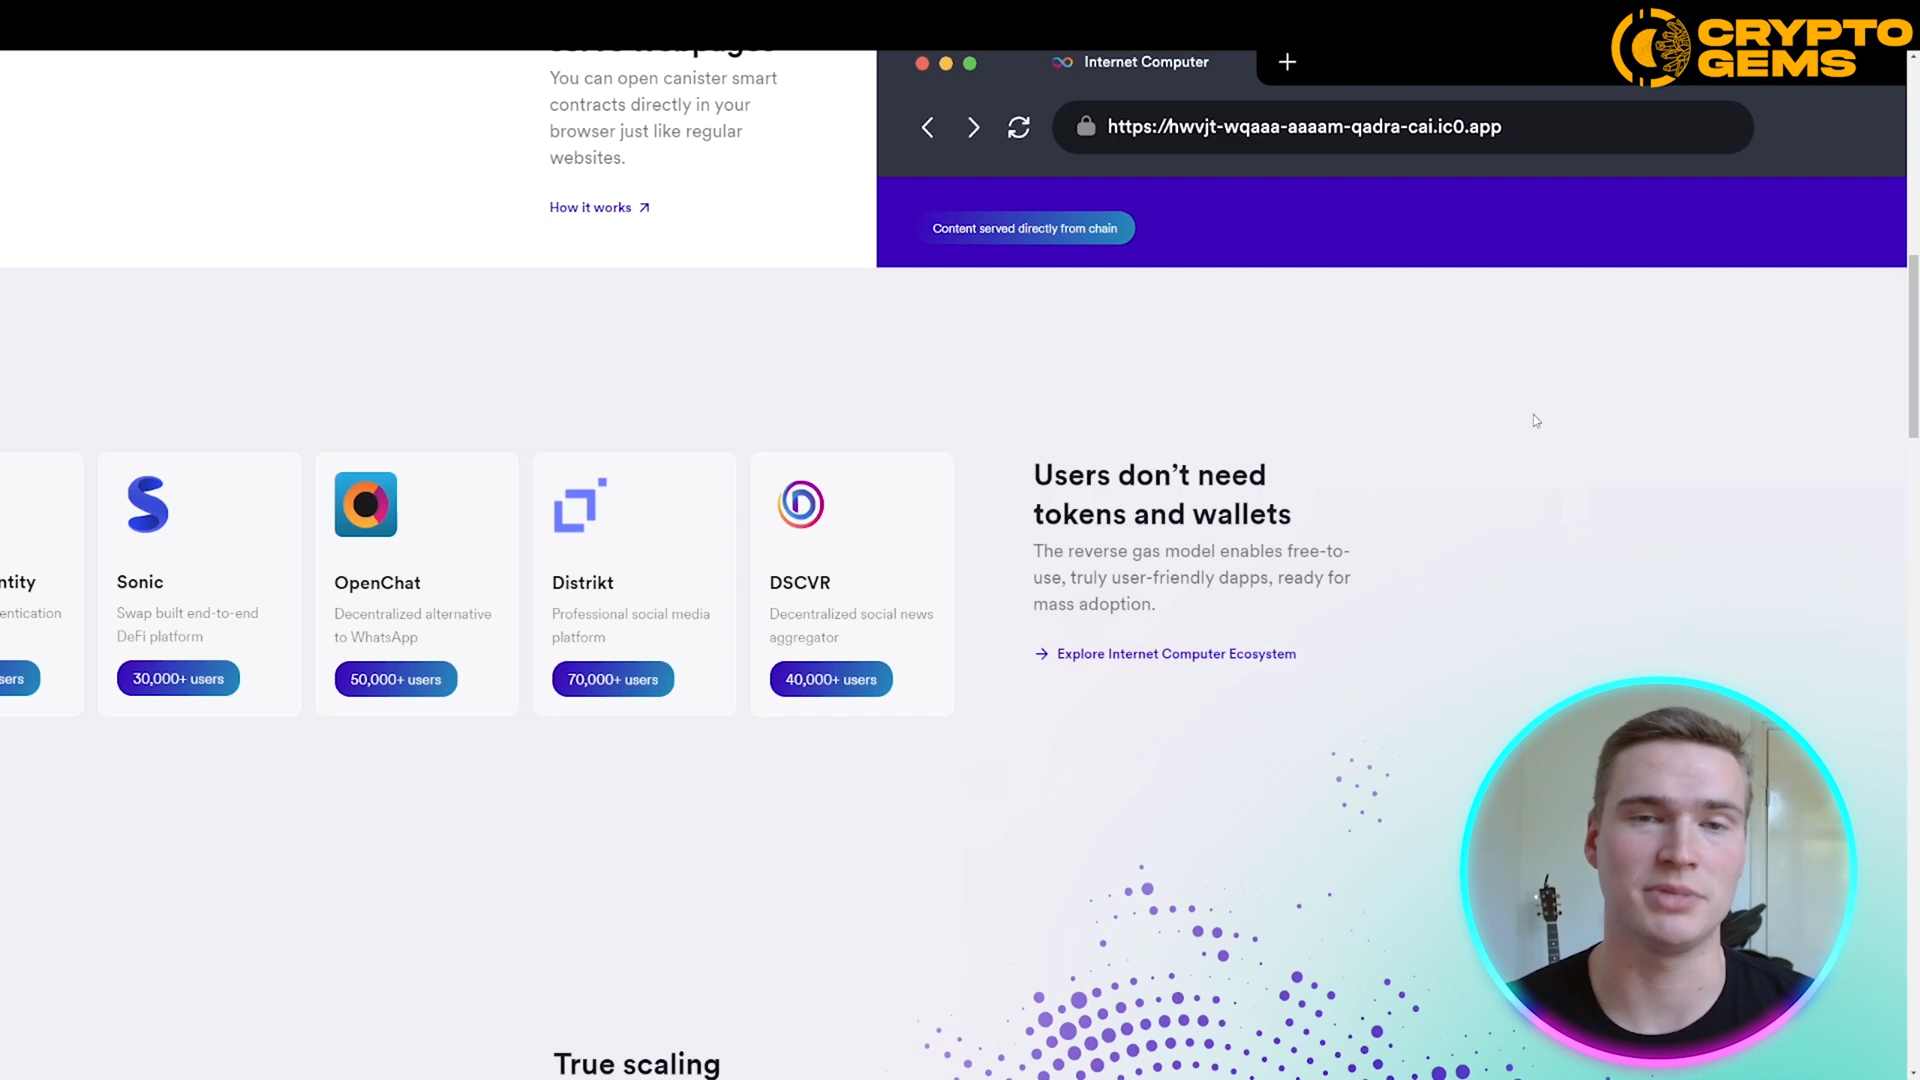 CRYPTO
GEMS
serve webpages
You can open canister smart
contracts directly in your
browser just like regular
websites.
How it works
Internet Computer
https://hwvjt-wqaaa-aaaam-qadra-cai.ic0.app
Content served directly from chain
ntity
entication
sers
Sonic
Swap built end-to-end
DeFi platform
30,000+ users
OpenChat
Decentralized alternative
to WhatsApp
50,000+ users
Distrikt
Professional social media
platform
70,000+ users
DSCVR
Decentralized social news
aggregator
40,000+ users
Users don’t need
tokens and wallets
The reverse gas model enables free-to-
use, truly user-friendly dapps, ready for
mass adoption.
Explore Internet Computer Ecosystem
True scaling